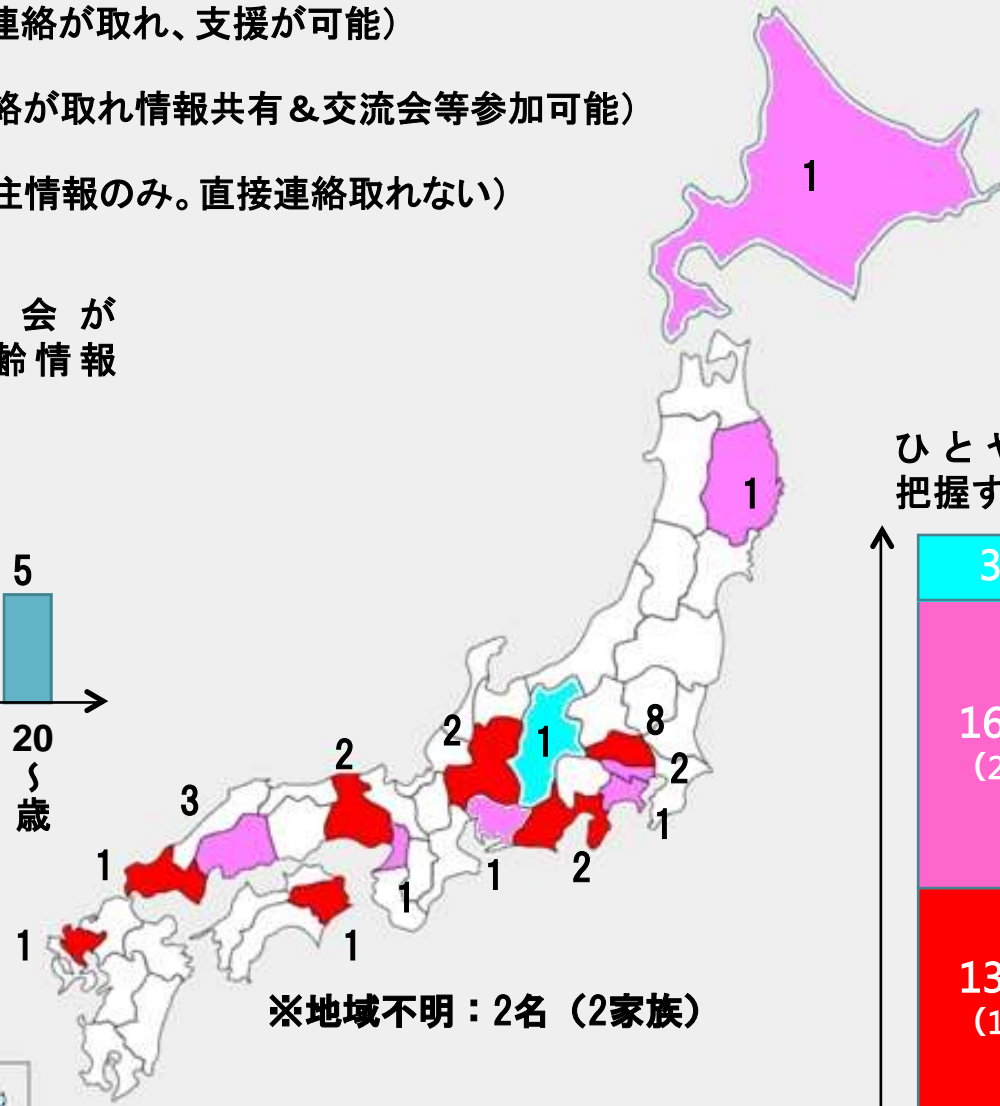 連絡が取れ、支援が可能)
絡が取れ情報共有&交流会等参加可能)
住情報のみ。直接連絡取れない)
会が
齢情報
5
20
~
歳
1
1
ひとや
把握す
3
16
(2
13
(1
8
2
1
2
1
2
1
2
3
1
1
1
1
※地域不明:2名(2家族)